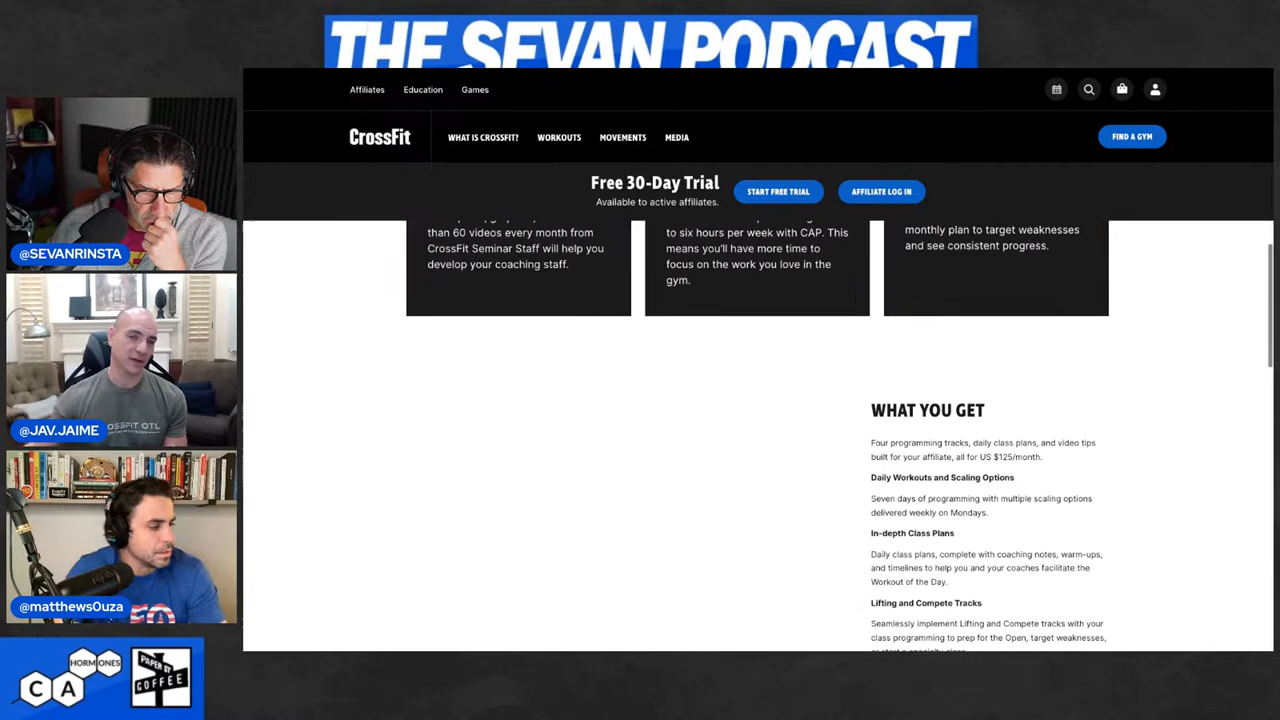 THE SEVAN PODCAST
Affiliates Education Games
CrossFit
WHAT IS CROSSFIT? WORKOUTS MOVEMENTS MEDIA
FIND A GYM
Free 30-Day Trial
Available to active affiliates.
START FREE TRIAL
AFFILIATE LOG IN
than 60 videos every month from
CrossFit Seminar Staff will help you
develop your coaching staff.
to six hours per week with CAP. This
means you'll have more time to
focus on the work you love in the
gym.
monthly plan to target weaknesses
and see consistent progress.
WHAT YOU GET
Four programming tracks, daily class plans, and video tips
built for your affiliate, all for US $125/month.
Daily Workouts and Scaling Options
Seven days of programming with multiple scaling options
delivered weekly on Mondays.
In-depth Class Plans
Daily class plans, complete with coaching notes, warm-ups,
and timelines to help you and your coaches facilitate the
Workout of the Day.
Lifting and Compete Tracks
Seamlessly implement Lifting and Compete tracks with your
class programming to prep for the Open, target weaknesses,
@SEVANRINSTA
@JAV.JAIME
OSSFIT OTL
@matthews0uza
HORMONES
CA
PAPER ST
COFFEE